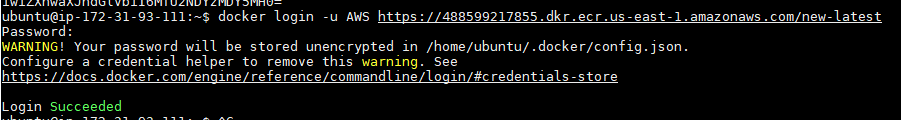 ubuntu@ip-172-31-93-111:~$ docker login -u AWS https://488599217855.dkr.ecr.us-east-1.amazonaws.com/new-latest
Password:
WARNING! Your password will be stored unencrypted in /home/ubuntu/.docker/config.json.
Configure a credential helper to remove this warning. See
https://docs.docker.com/engine/reference/commandline/login/#credentials-store
Login Succeeded